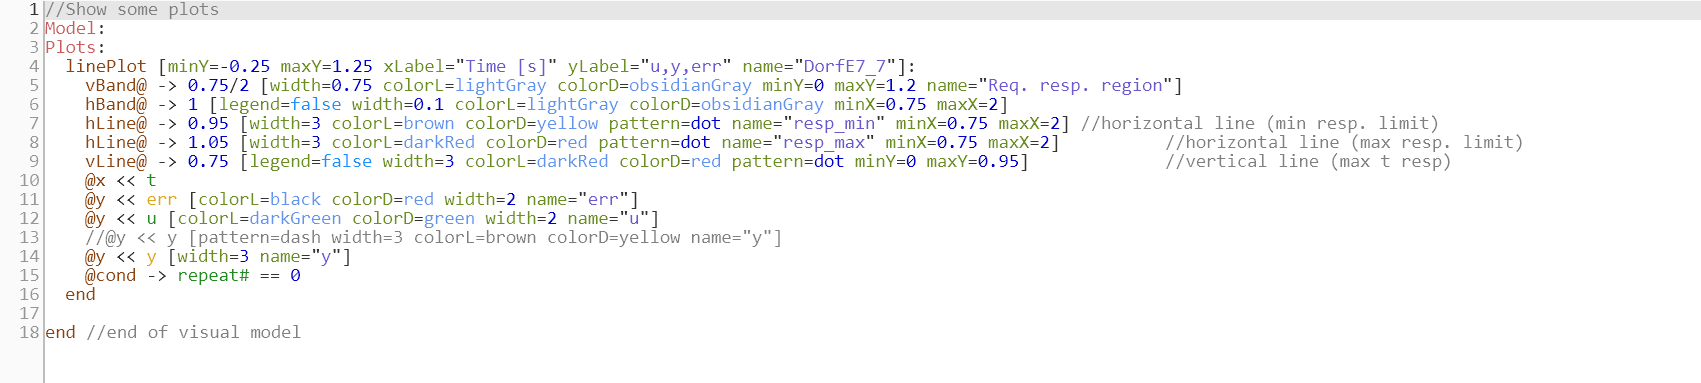 1 //Show some plots
2 Model:
3 Plots:
4   linePlot [minY=-0.25 maxY=1.25 xLabel="Time [s]" yLabel="u,y,err" name="DorfE7_7"]:
5     vBand@ -> 0.75/2 [width=0.75 colorL=lightGray colorD=obsidianGray minY=0 maxY=1.2 name="Req. resp. region"]
6     hBand@ -> 1 [legend=false width=0.1 colorL=lightGray colorD=obsidianGray minX=0.75 maxX=2]
7     hLine@ -> 0.95 [width=3 colorL=brown colorD=yellow pattern=dot name="resp_min" minX=0.75 maxX=2] //horizontal line (min resp. limit)
8     hLine@ -> 1.05 [width=3 colorL=darkRed colorD=red pattern=dot name="resp_max" minX=0.75 maxX=2]          //horizontal line (max resp. limit)
9     vLine@ -> 0.75 [legend=false width=3 colorL=darkRed colorD=red pattern=dot minY=0 maxY=0.95]             //vertical line (max t resp)
10     @x << t
11     @y << err [colorL=black colorD=red width=2 name="err"]
12     @y << u [colorL=darkGreen colorD=green width=2 name="u"]
13     //@y << y [pattern=dash width=3 colorL=brown colorD=yellow name="y"]
14     @y << y [width=3 name="y"]
15     @cond -> repeat# == 0
16   end
17
18 end //end of visual model